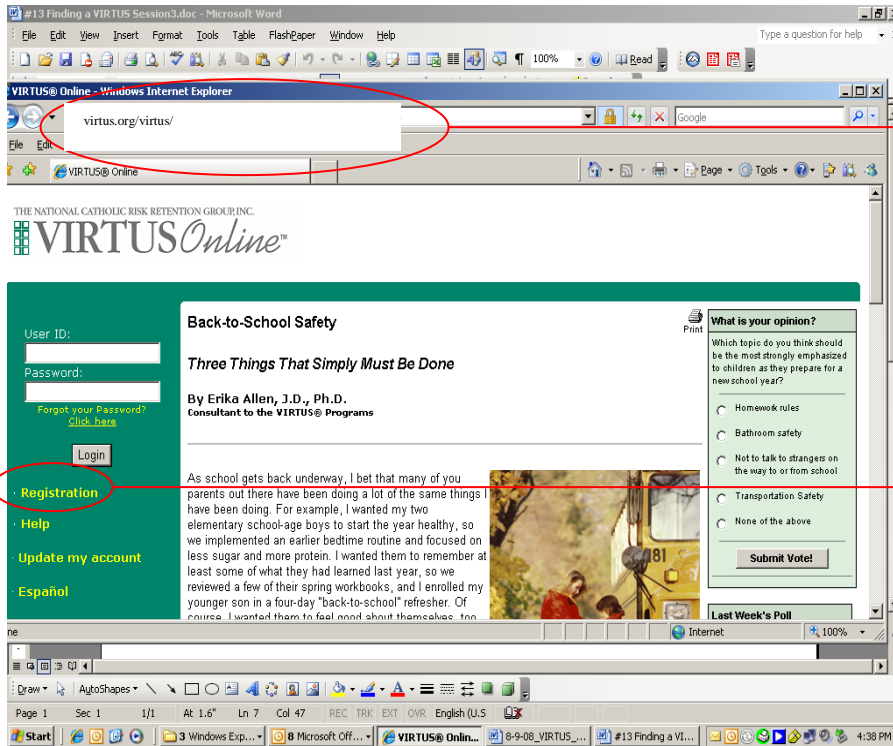 #13 Finding a VIRTUS Session3.doc - Microsoft Word
File Edit View Insert Format Tools Table FlashPaper Window Help
Type a question for help
100%
Read
VIRTUS® Online - Windows Internet Explorer
virtus.org/virtus/
Google
File
VIRTUS® Online
Page Tools
THE NATIONAL CATHOLIC RISK RETENTION GROUP, INC.
VIRTUS Online™
User ID:
Password:
Forgot your Password?
Click here
Login
· Registration
· Help
· Update my account
· Español
Back-to-School Safety
Print
Three Things That Simply Must Be Done
By Erika Allen, J.D., Ph.D.
Consultant to the VIRTUS® Programs
As school gets back underway, I bet that many of you
parents out there have been doing a lot of the same things I
have been doing. For example, I wanted my two
elementary school-age boys to start the year healthy, so
we implemented an earlier bedtime routine and focused on
less sugar and more protein. I wanted them to remember at
least some of what they had learned last year, so we
reviewed a few of their spring workbooks, and I enrolled my
younger son in a four-day "back-to-school" refresher. Of
course, I wanted them to feel good about themselves, too
81
What is your opinion?
Which topic do you think should
be the most strongly emphasized
to children as they prepare for a
new school year?
Homework rules
Bathroom safety
Not to talk to strangers on
the way to or from school
Transportation Safety
None of the above
Submit Vote!
Last Week's Poll
ne
Internet
100%
Draw AutoShapes
Page 1 Sec 1 1/1 At 1.6" Ln 7 Col 47 REC TRK EXT OVR English (U.S
Start
3 Windows Exp...
8 Microsoft Off...
VIRTUS® Onlin...
8-9-08_VIRTUS_...
#13 Finding a VI...
4:38 PM